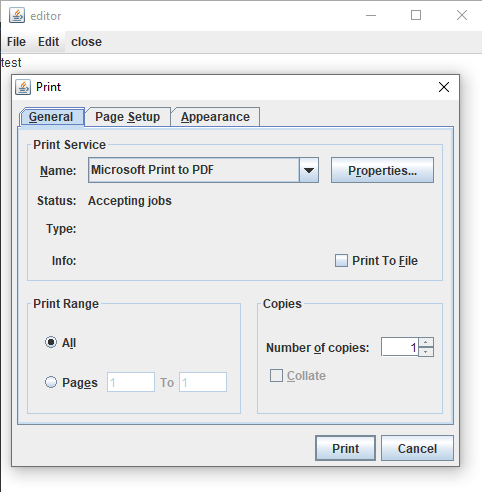 editor
File Edit close
test
Print
General Page Setup Appearance
Print Service
Name: Microsoft Print to PDF Properties...
Status: Accepting jobs
Type:
Info: Print To File
Print Range Copies
All Number of copies: 1
Pages 1 To 1 Collate
Print Cancel